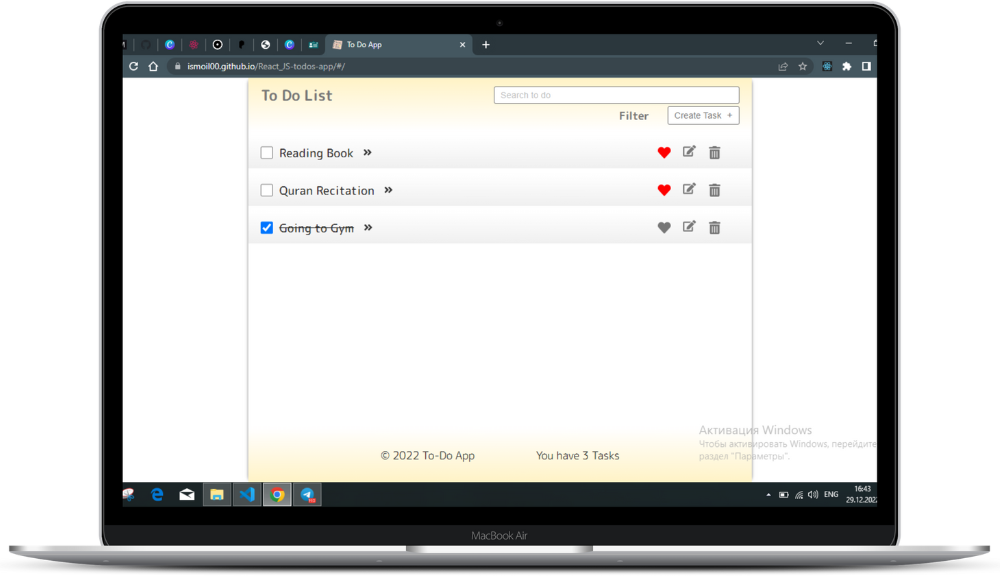 To Do App
ismoil00.github.io/React_JS-todos-app/#/
To Do List
Search to do
Filter
Create Task +
Reading Book »
Quran Recitation »
Going to Gym »
Активация Windows
Чтобы активировать Windows, перейдите
раздел "Параметры".
© 2022 To-Do App
You have 3 Tasks
ENG
16:43
29.12.202
MacBook Air